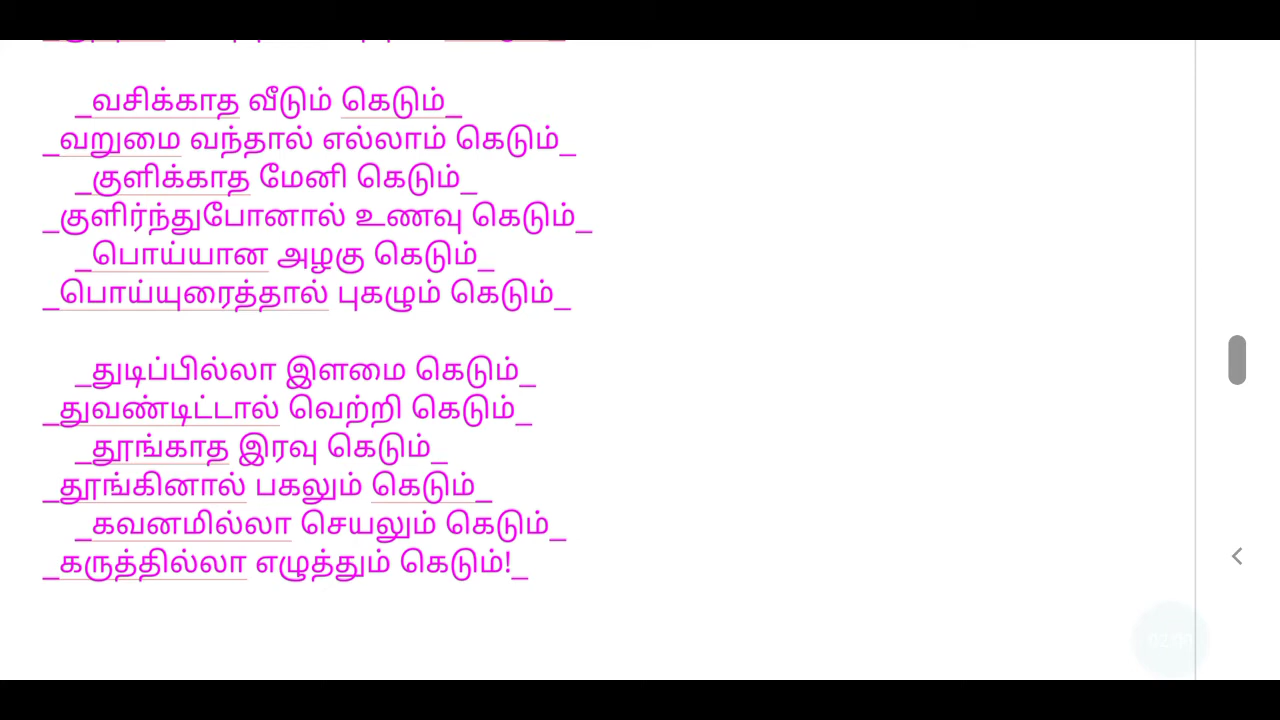 _வசிக்காத வீடும் கெடும்_
_வறுமை வந்தால் எல்லாம் கெடும்_
_குளிக்காத மேனி கெடும்_
_குளிர்ந்துபோனால் உணவு கெடும்_
_பொய்யான அழகு கெடும்_
_பொய்யுரைத்தால் புகழும் கெடும்_
_துடிப்பில்லா இளமை கெடும்_
_துவண்டிட்டால் வெற்றி கெடும்_
_தூங்காத இரவு கெடும்_
_தூங்கினால் பகலும் கெடும்_
_கவனமில்லா செயலும் கெடும்_
_கருத்தில்லா எழுத்தும் கெடும்!_